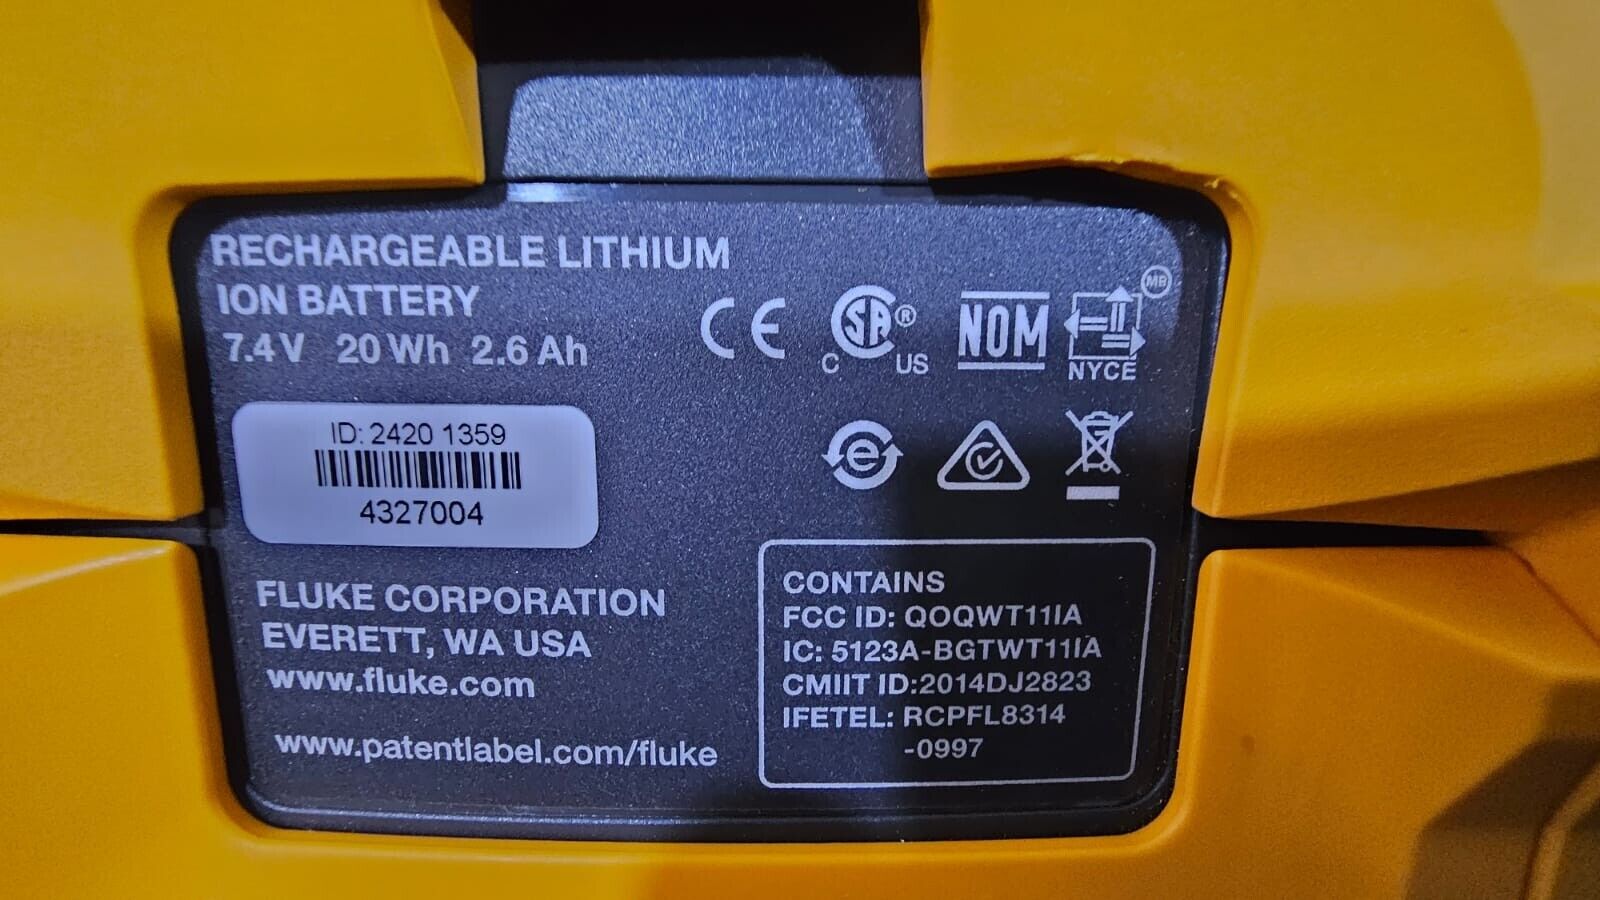 RECHARGEABLE LITHIUM
ION BATTERY
7.4 V 20 Wh 2.6 Ah
CE
SA®
C US
NOM
MB
NYCE
e
ID: 2420 1359
4327004
FLUKE CORPORATION
EVERETT, WA USA
www.fluke.com
www.patentlabel.com/fluke
CONTAINS
FCC ID: QOQWT11IA
IC: 5123A-BGTWT11IA
CMIIT ID:2014DJ2823
IFETEL: RCPFL8314
-0997